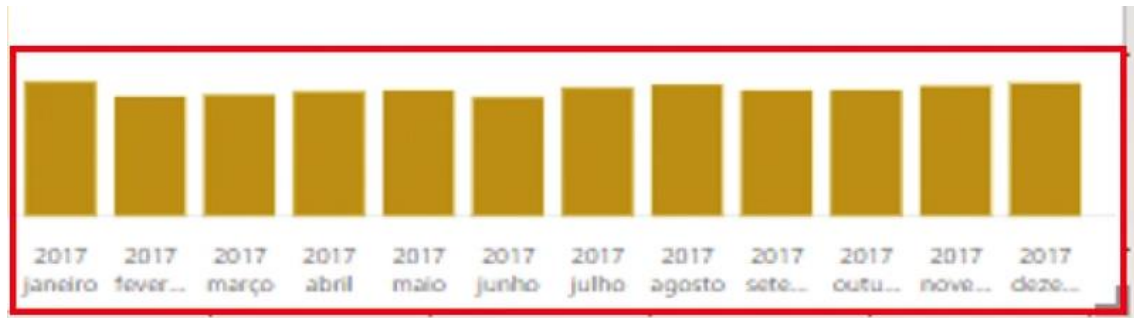 2017 2017 2017 2017 2017 2017 2017 2017 2017 2017 2017 2017
janeiro fever... março abril maio junho julho agosto sete... outu... nove... deze...